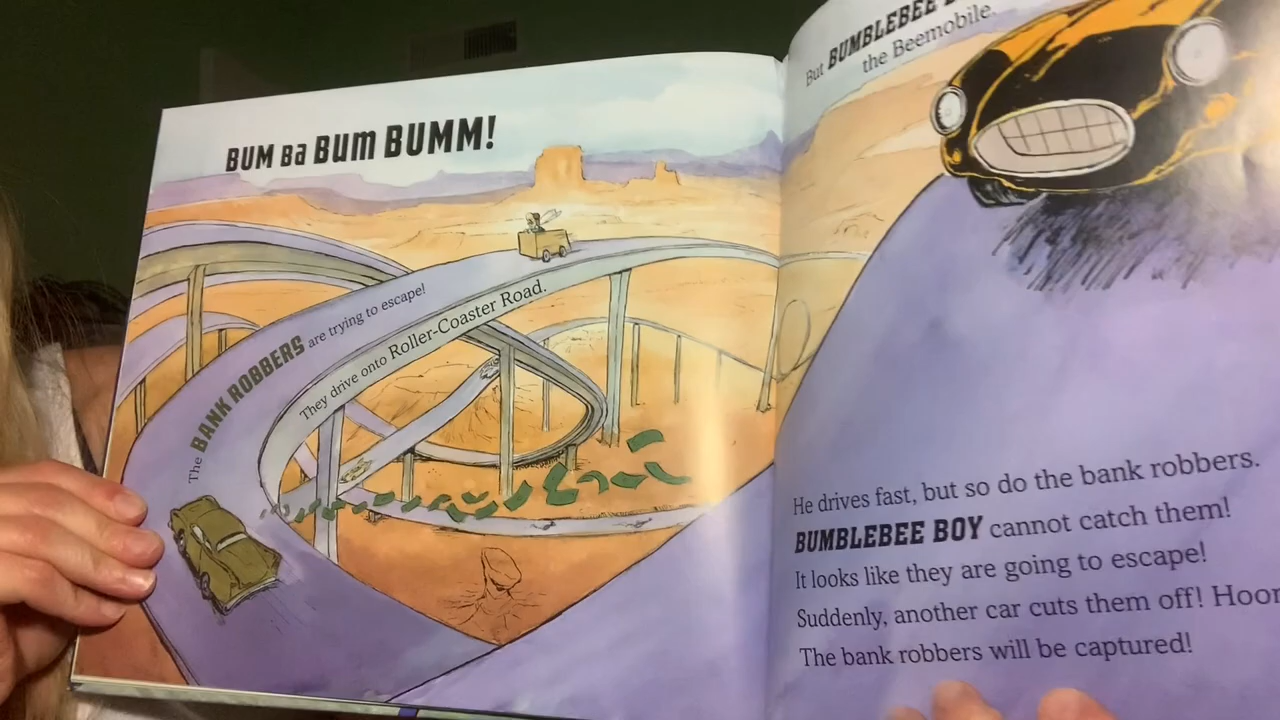 BUM Ba BUM BUMM!
The BANK ROBBERS are trying to escape!
They drive onto Roller-Coaster Road.
But BUMBLEBEE
the Beemobile.
He drives fast, but so do the bank robbers.
BUMBLEBEE BOY cannot catch them!
It looks like they are going to escape!
Suddenly, another car cuts them off!
The bank robbers will be captured!